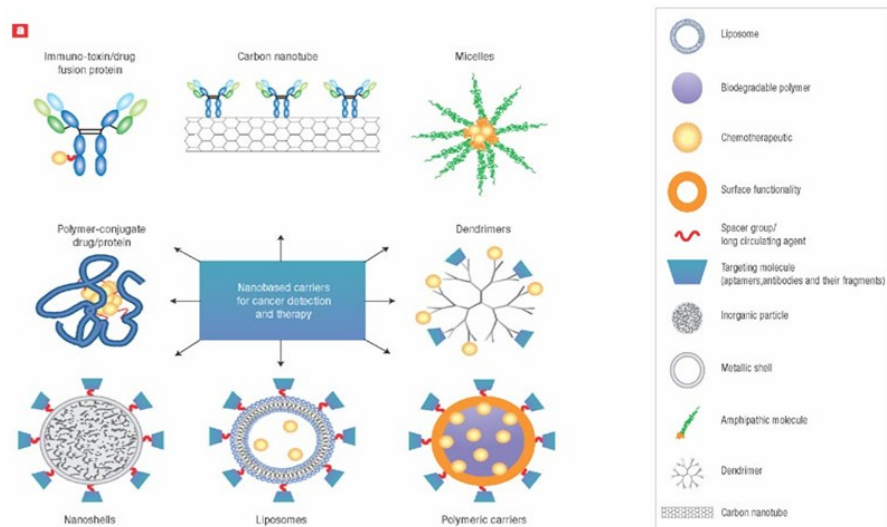 a
Immuno-toxin/drug
fusion protein
Carbon nanotube
Micelles
Polymer-conjugate
drug/protein
Nanobased carriers
for cancer detection
and therapy
Dendrimers
Nanoshells
Liposomes
Polymeric carriers
Liposome
Biodegradable polymer
Chemotherapeutic
Surface functionality
Spacer group/
long circulating agent
Targeting molecule
(aptamers,antibodies and their fragments)
Inorganic particle
Metallic shell
Amphipathic molecule
Dendrimer
Carbon nanotube